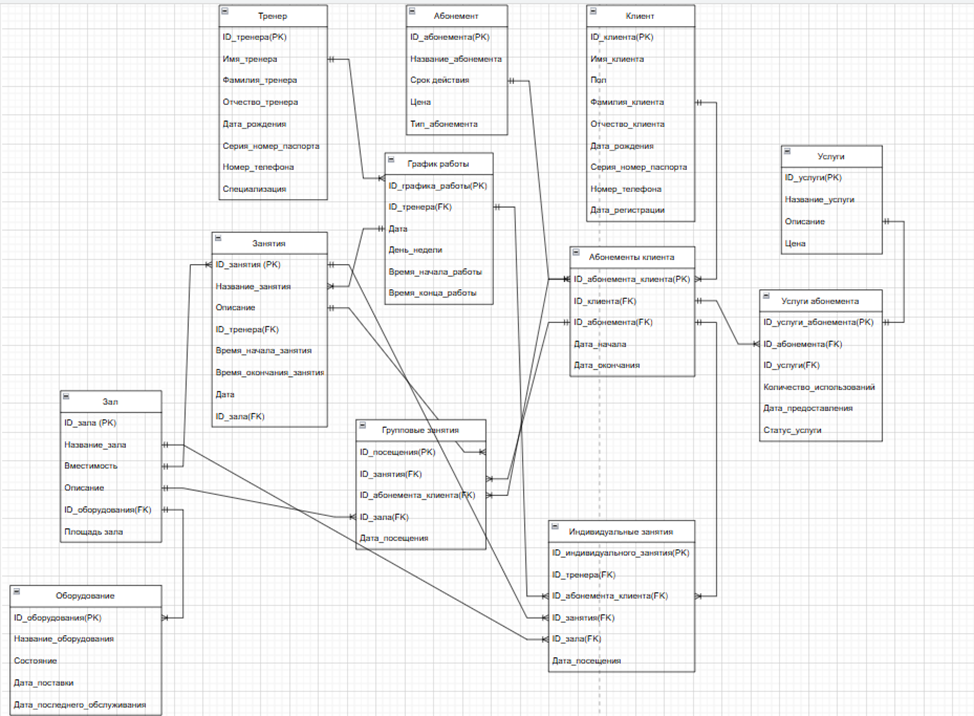 Тренер
ID_тренера(PK)
Имя_тренера
Фамилия_тренера
Отчество_тренера
Дата_рождения
Серия_номер_паспорта
Номер_телефона
Специализация
Абонемент
ID_абонемента(PK)
Название_абонемента
Срок действия
Цена
Тип_абонемента
Клиент
ID_клиента(PK)
Имя_клиента
Пол
Фамилия_клиента
Отчество_клиента
Дата_рождения
Серия_номер_паспорта
Номер_телефона
Дата_регистрации
Услуги
ID_услуги(PK)
Название_услуги
Описание
Цена
График работы
ID_графика_работы(PK)
ID_тренера(FK)
Дата
День_недели
Время_начала_работы
Время_конца_работы
Занятия
ID_занятия (PK)
Название_занятия
Описание
ID_тренера(FK)
Время_начала_занятия
Время_окончания_занятия
Дата
ID_зала(FK)
Абонементы клиента
ID_абонемента_клиента(PK)
ID_клиента(FK)
ID_абонемента(FK)
Дата_начала
Дата_окончания
Услуги абонемента
ID_услуги_абонемента(PK)
ID_абонемента(FK)
ID_услуги(FK)
Количество_использований
Дата_предоставления
Статус_услуги
Зал
ID_зала (PK)
Название_зала
Вместимость
Описание
ID_оборудования(FK)
Площадь зала
Групповые занятия
ID_посещения(PK)
ID_занятия(FK)
ID_абонемента_клиента(FK)
ID_зала(FK)
Дата_посещения
Индивидуальные занятия
ID_индивидуального_занятия(PK)
ID_тренера(FK)
ID_абонемента_клиента(FK)
ID_занятия(FK)
ID_зала(FK)
Дата_посещения
Оборудование
ID_оборудования(PK)
Название_оборудования
Состояние
Дата_поставки
Дата_последнего_обслуживания